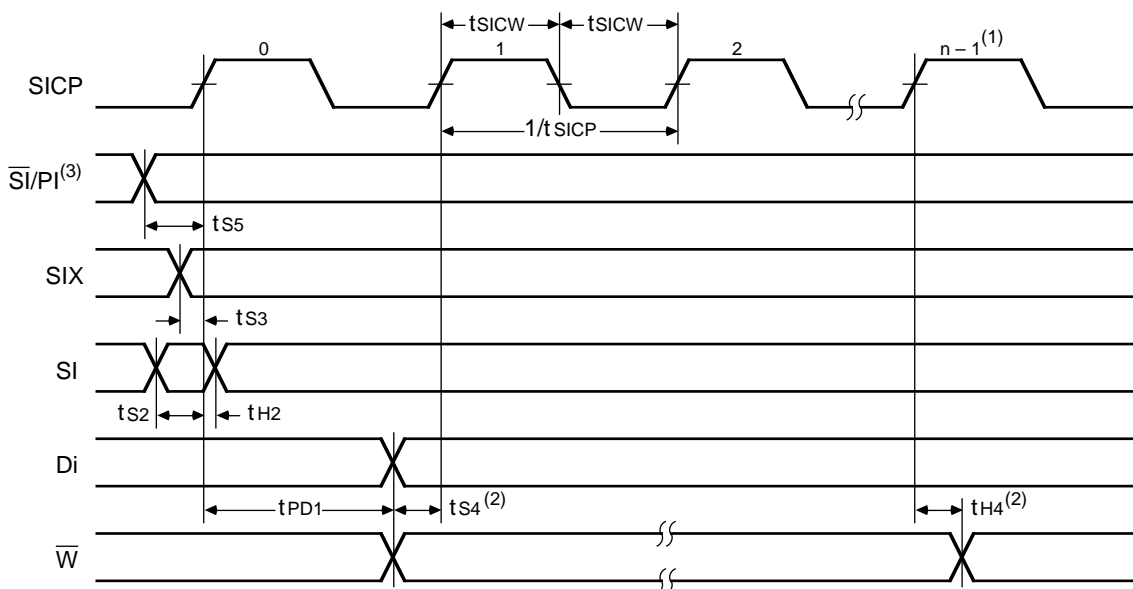 tSICW tSICW
0 1 2 n – 1(1)
SICP
1/tSICP
SI/PI(3)
tS5
SIX
tS3
SI
tS2 tH2
Di
tPD1 tS4(2) tH4(2)
W